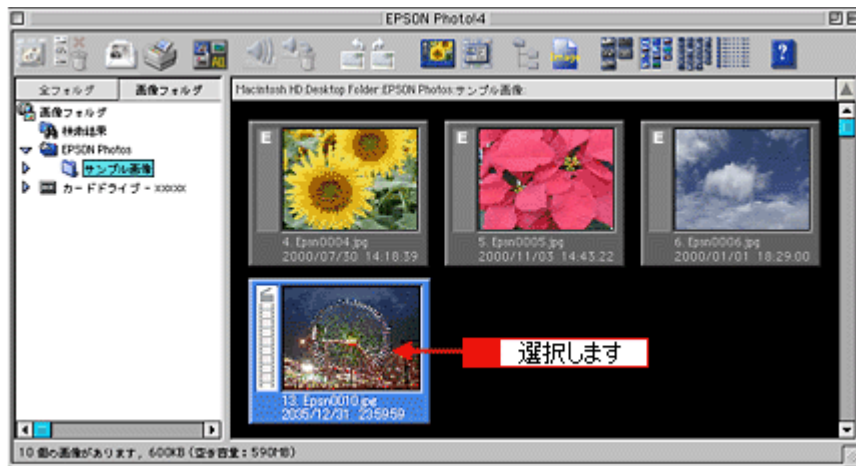 EPSON Photo!4
全フォルダ
画像フォルダ
Macintosh HD:Desktop Folder:EPSON Photos:サンプル画像:
画像フォルダ
検索結果
EPSON Photos
サンプル画像
カードドライブ - xxxxx
E
E
E
4. Epsn0004.jpg
2000/07/30 14:18:39
5. Epsn0005.jpg
2000/11/03 14:43:22
6. Epsn0006.jpg
2000/01/01 18:29:00
選択します
13. Epsn0010.jpg
2035/12/31 235959
10 個の画像があります, 600KB (空き容量:590MB)